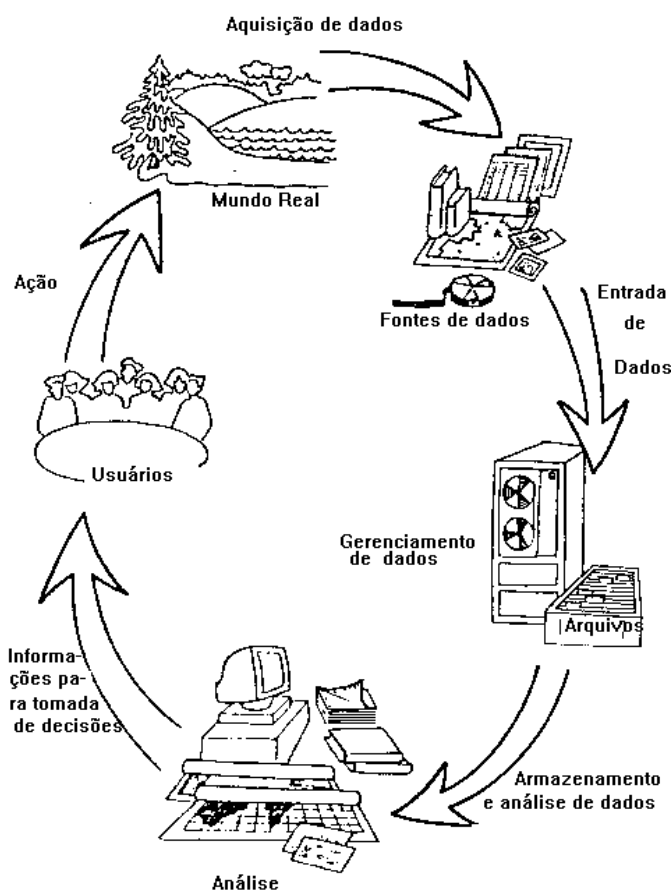 Aquisição de dados
Mundo Real
Fontes de dados
Entrada
de
Dados
Gerenciamento
de dados
Arquivos
Armazenamento
e análise de dados
Análise
Informa-
ções pa-
ra tomada
de decisões
Usuários
Ação